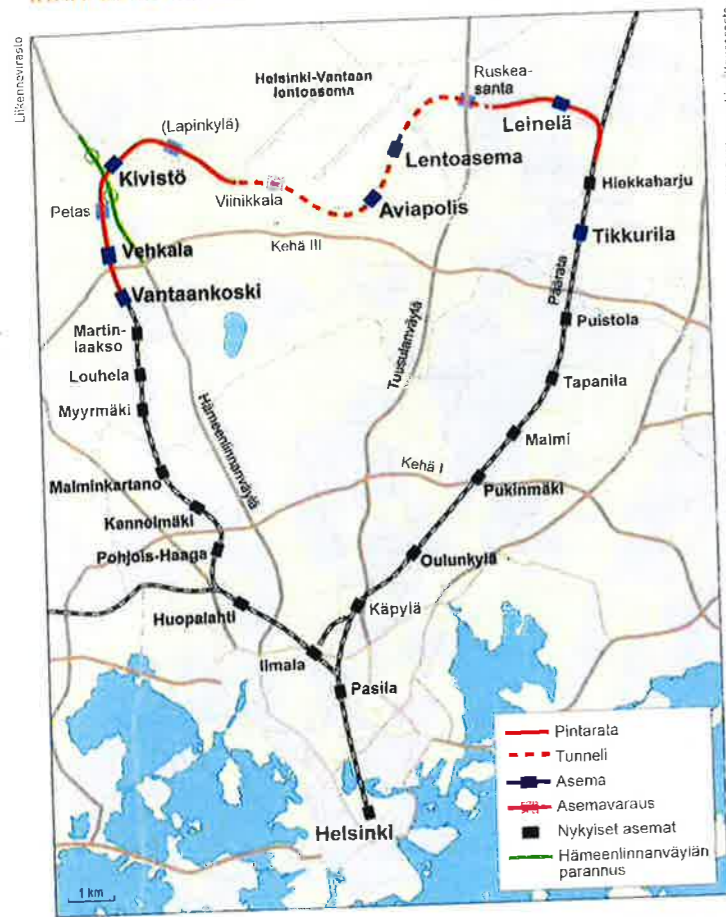 Liikennevirasto
Helsinki-Vantaan
lentoasema
Ruskea-
santa
Leinelä
(Lapinkylä)
Kivistö
Lentoasema
Hiekkaharju
Viinikkala
Aviapolis
Petas
Tikkurila
Vehkala
Kehä III
Vantaankoski
Päärata
Martin-
laakso
Puistola
Tuusulanväylä
Louhela
Tapanila
Myyrmäki
Hämeenlinnanväylä
Malmi
Malminkartano
Kehä I
Pukinmäki
Kannelmäki
Pohjois-Haaga
Oulunkylä
Huopalahti
Käpylä
Ilmala
Pasila
Helsinki
Pintarata
Tunneli
Asema
Asemavaraus
Nykyiset asemat
Hämeenlinnanväylän
parannus
1 km